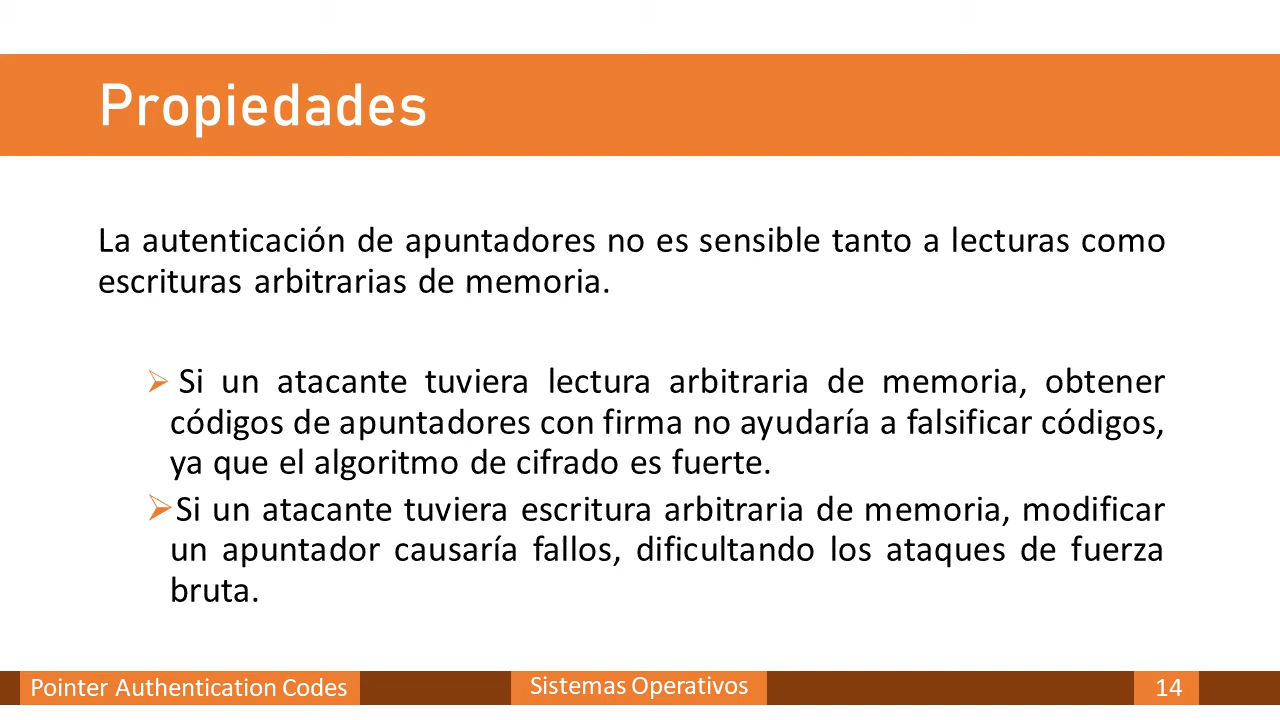 Propiedades
La autenticación de apuntadores no es sensible tanto a lecturas como
escrituras arbitrarias de memoria.
Si un atacante tuviera lectura arbitraria de memoria, obtener
códigos de apuntadores con firma no ayudaría a falsificar códigos,
ya que el algoritmo de cifrado es fuerte.
Si un atacante tuviera escritura arbitraria de memoria, modificar
un apuntador causaría fallos, dificultando los ataques de fuerza
bruta.
Pointer Authentication Codes
Sistemas Operativos
14